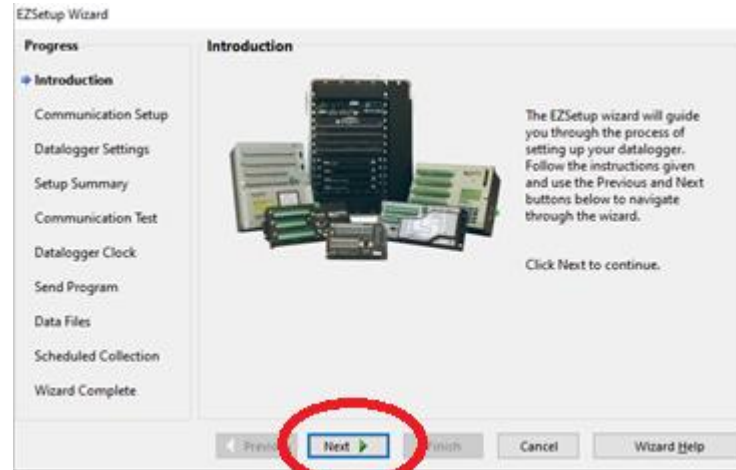 EZSetup Wizard
Progress
Introduction
Communication Setup
Datalogger Settings
Setup Summary
Communication Test
Datalogger Clock
Send Program
Data Files
Scheduled Collection
Wizard Complete
Introduction
The EZSetup wizard will guide
you through the process of
setting up your datalogger.
Follow the instructions given
and use the Previous and Next
buttons below to navigate
through the wizard.
Click Next to continue.
Next
Cancel
Wizard Help